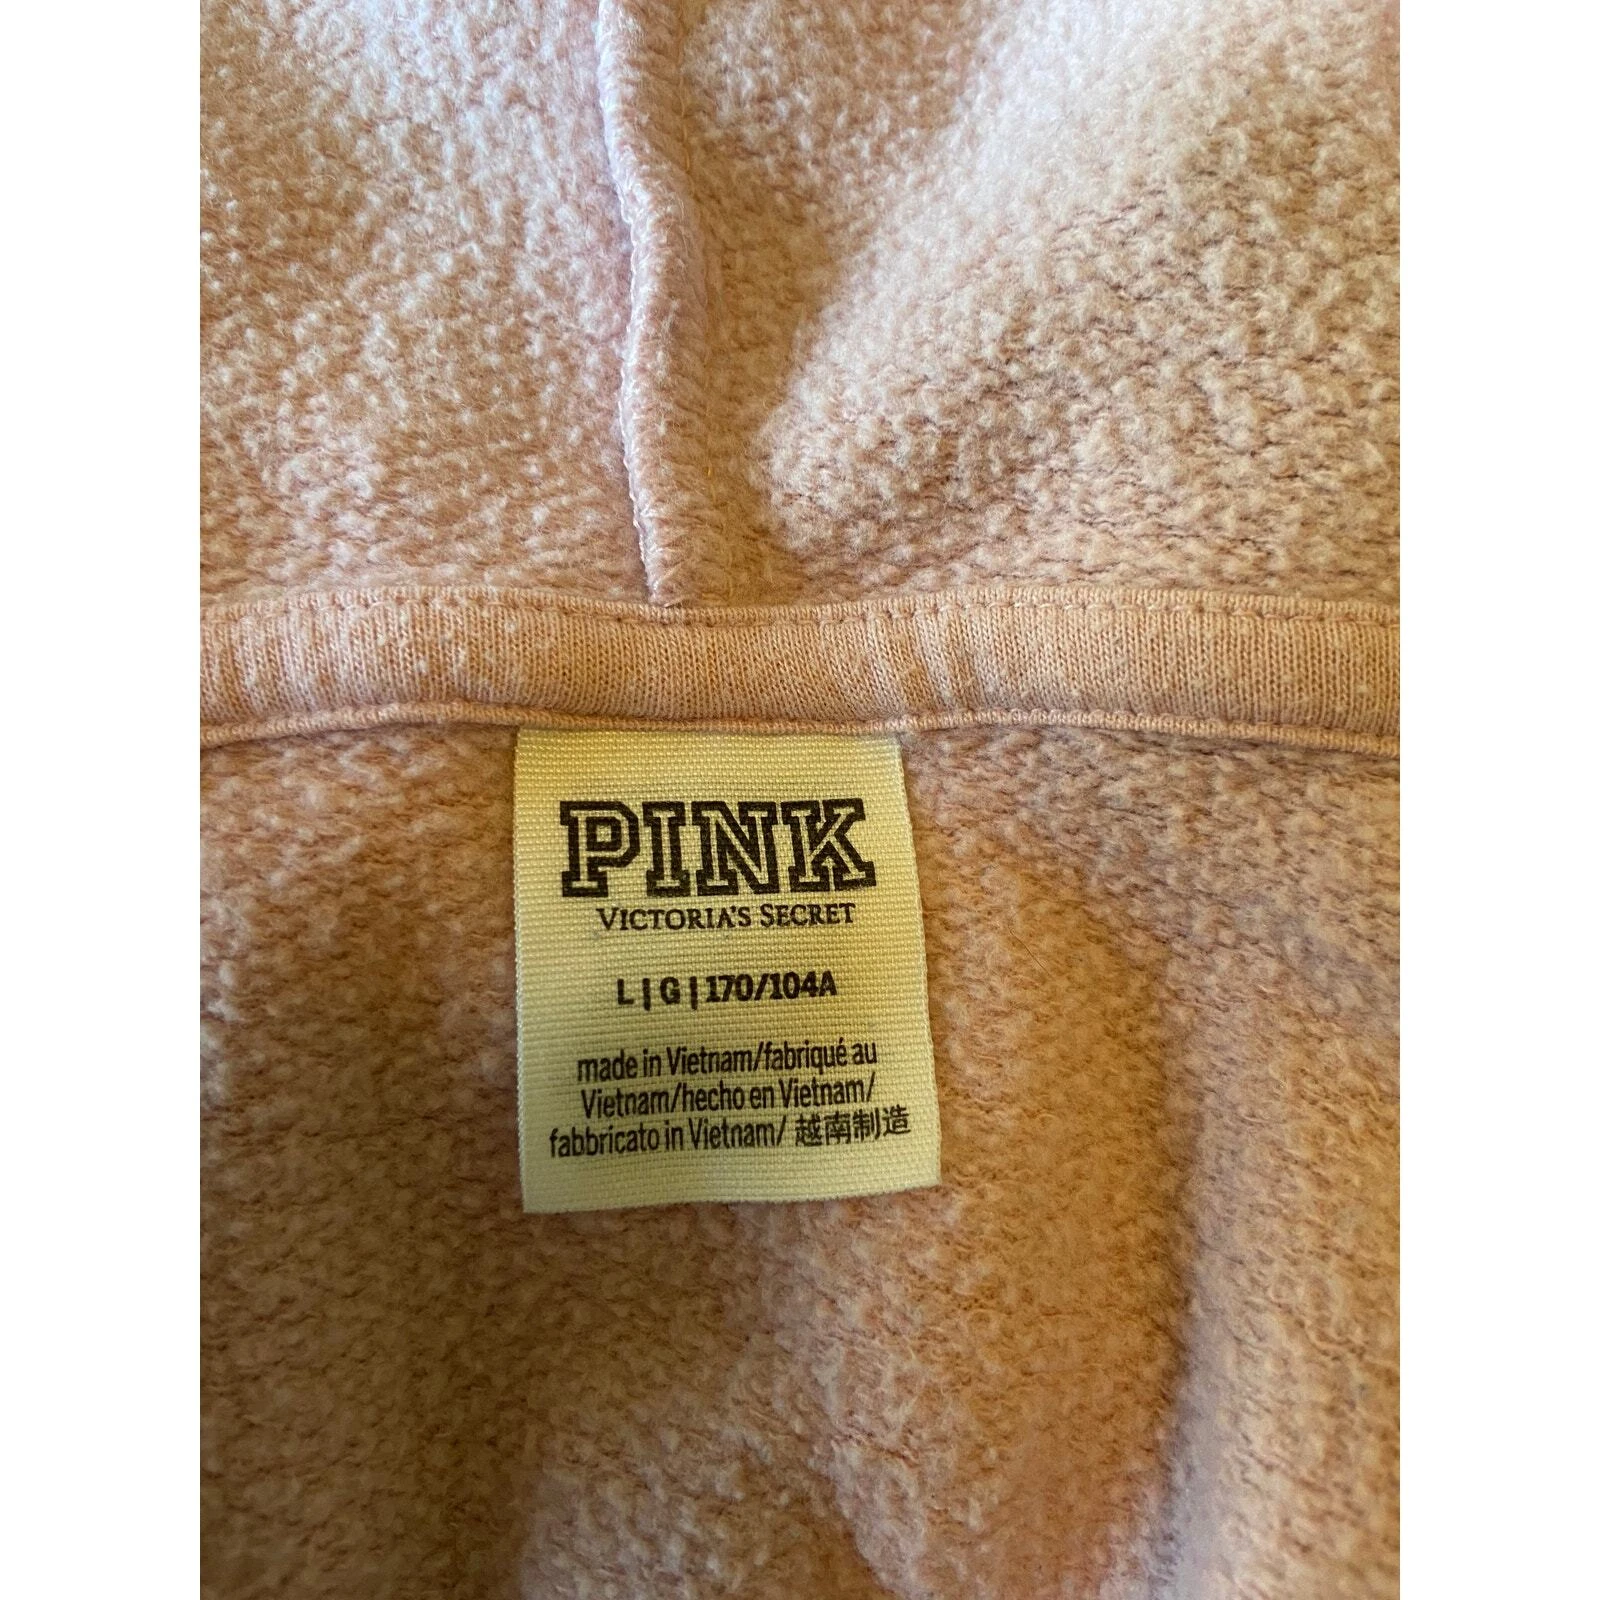 PINK
VICTORIA'S SECRET
L | G | 170/104A
made in Vietnam/fabriqué au
Vietnam/hecho en Vietnam/
fabbricato in Vietnam/ 越南制造